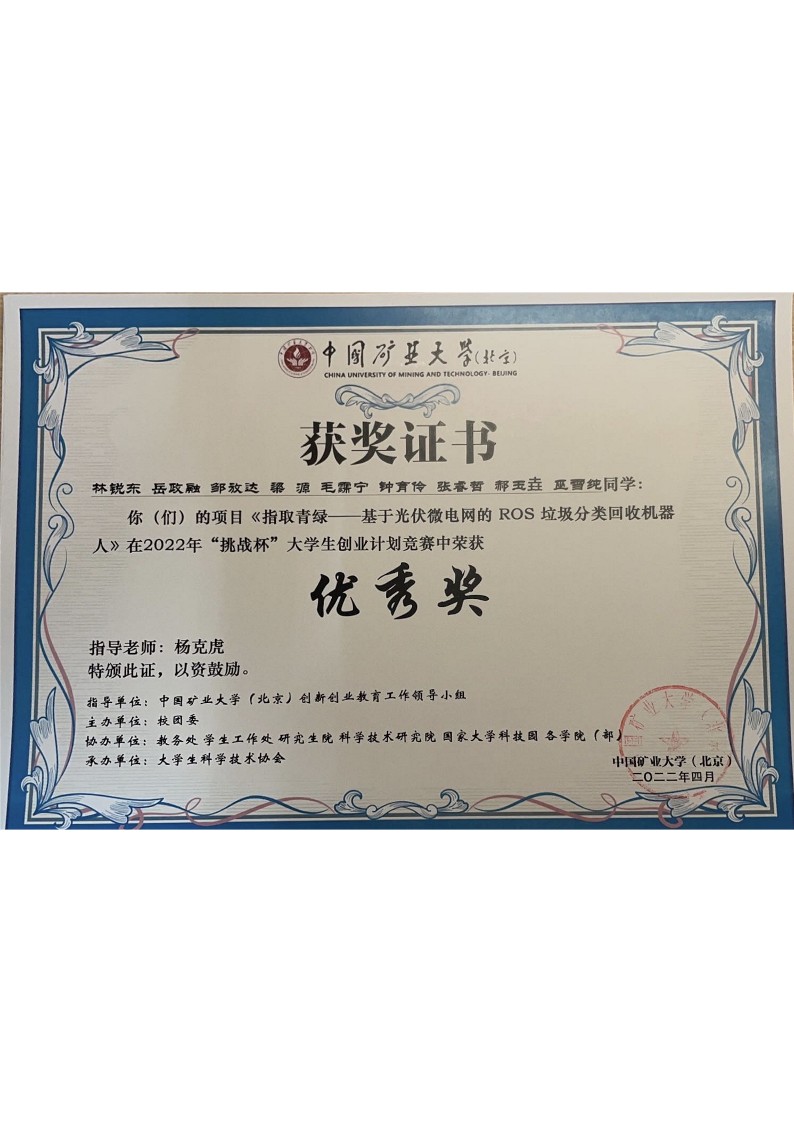 中国矿业大学(北京)
CHINA UNIVERSITY OF MINING AND TECHNOLOGY- BEIJING
获奖证书
林锐东 岳政融 邹放达 梁 源 毛霈宁 钟育伶 张睿哲 郝玉垚 巫雪纯同学：
你（们）的项目《指取青绿——基于光伏微电网的 ROS 垃圾分类回收机器
人》在2022年“挑战杯”大学生创业计划竞赛中荣获
优秀奖
指导老师：杨克虎
特颁此证，以资鼓励。
指导单位：中国矿业大学（北京）创新创业教育工作领导小组
主办单位：校团委
协办单位：教务处 学生工作处 研究生院 科学技术研究院 国家大学科技园 各学院（部）
承办单位：大学生科学技术协会
中国矿业大学（北京）
二〇二二年四月